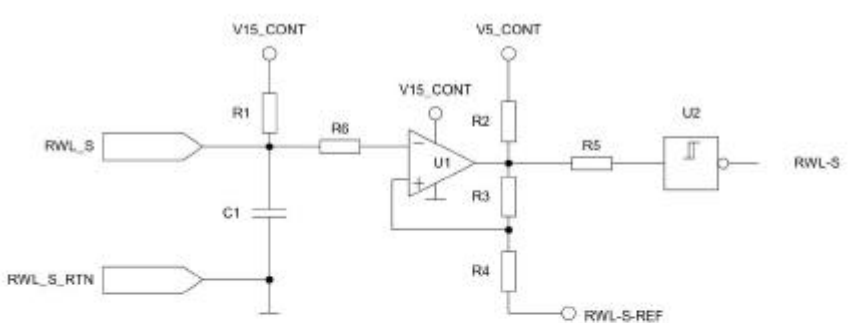 V15_CONT
V5_CONT
V15_CONT
R1
R2
U2
RWL_S
R6
U1
R5
RWL-S
C1
R3
RWL_S_RTN
R4
RWL-S-REF